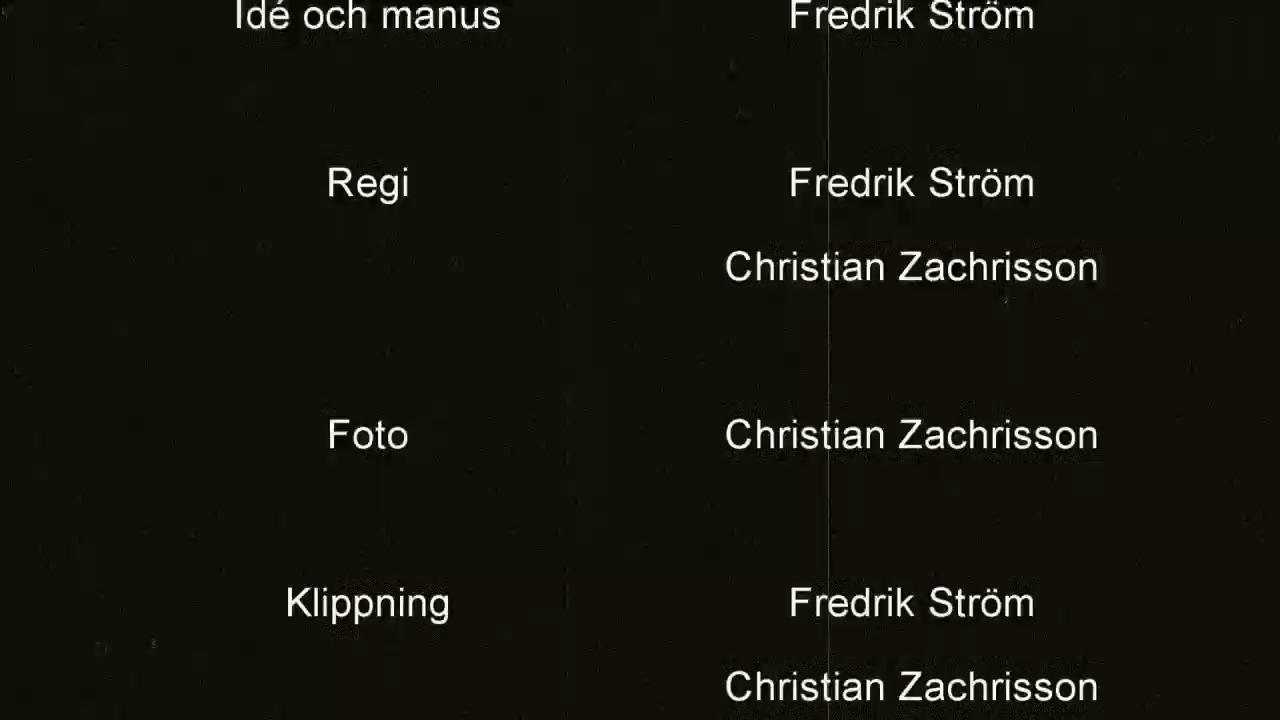 Idé och manus Fredrik Ström
Regi Fredrik Ström
Christian Zachrisson
Foto Christian Zachrisson
Klippning Fredrik Ström
Christian Zachrisson